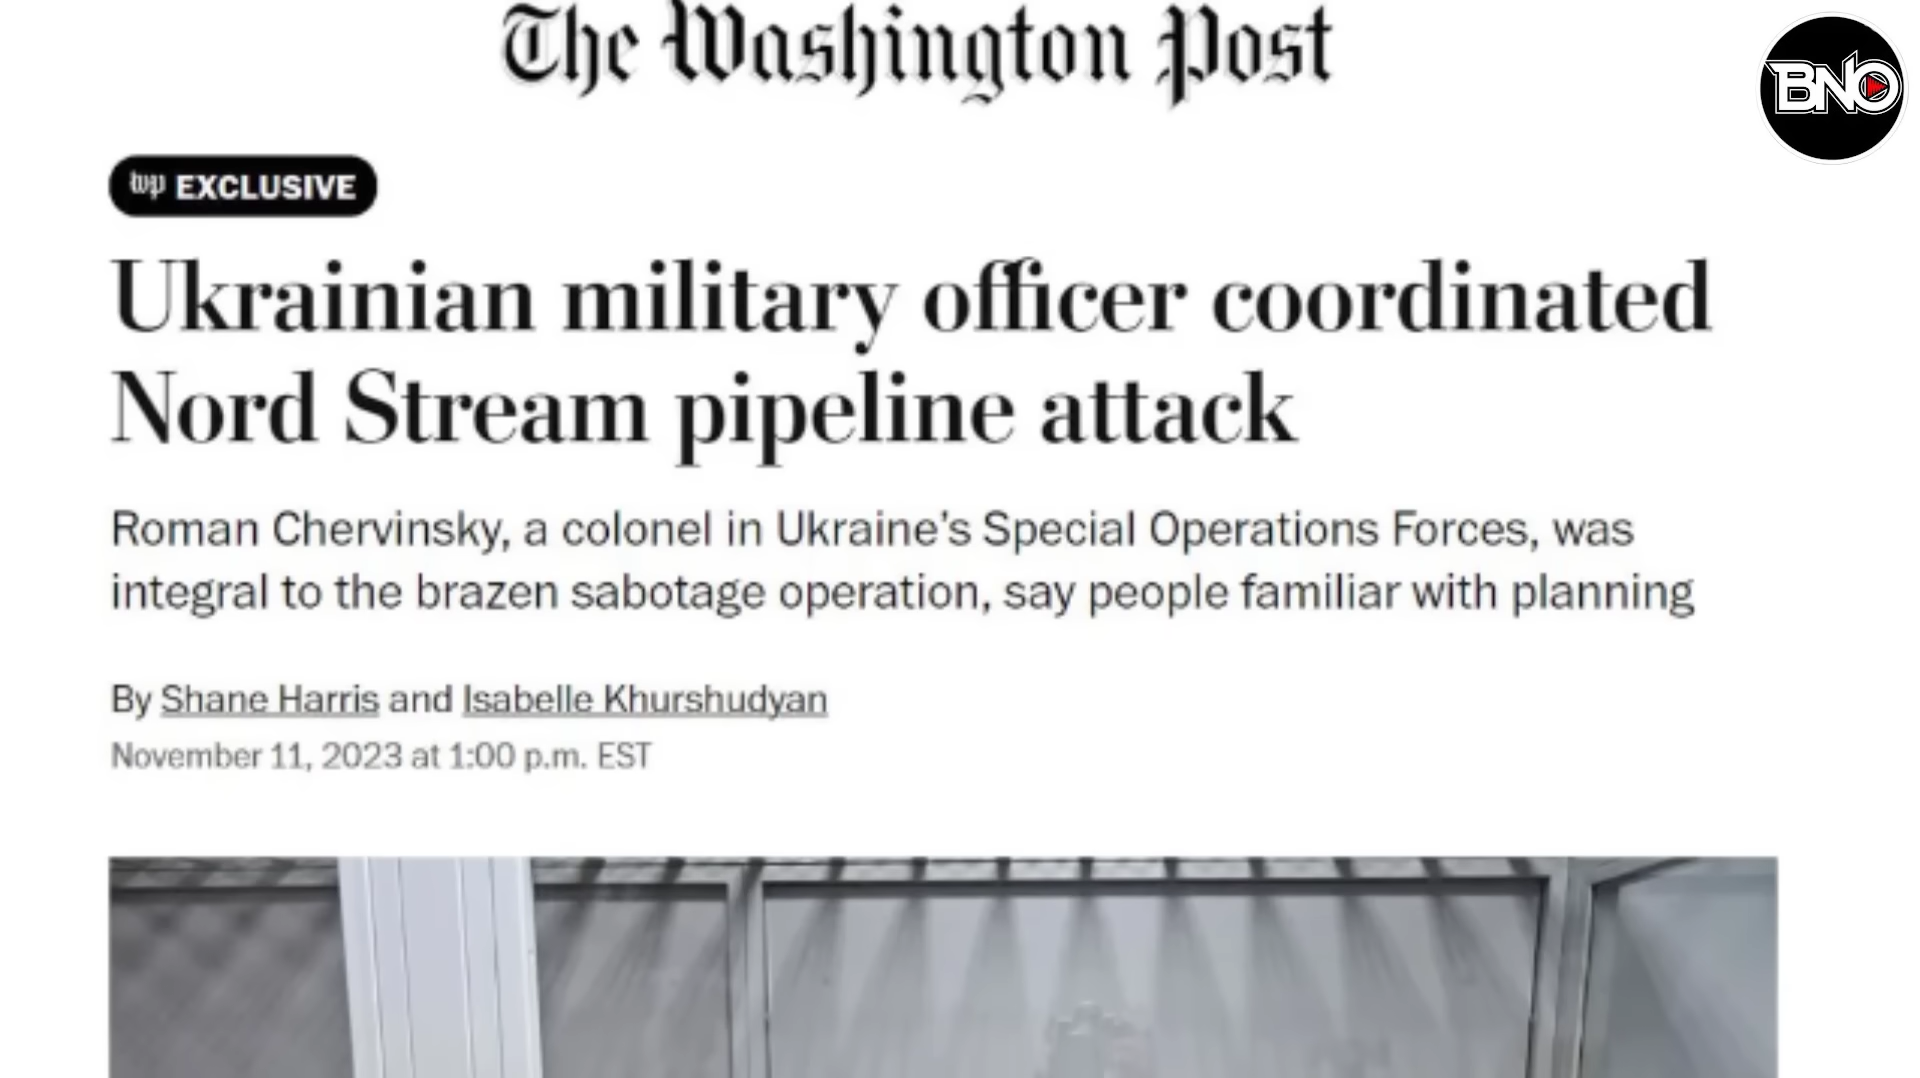 The Washington Post
BNO
wp EXCLUSIVE
Ukrainian military officer coordinated
Nord Stream pipeline attack
Roman Chervinsky, a colonel in Ukraine’s Special Operations Forces, was
integral to the brazen sabotage operation, say people familiar with planning
By Shane Harris and Isabelle Khurshudyan
November 11, 2023 at 1:00 p.m. EST